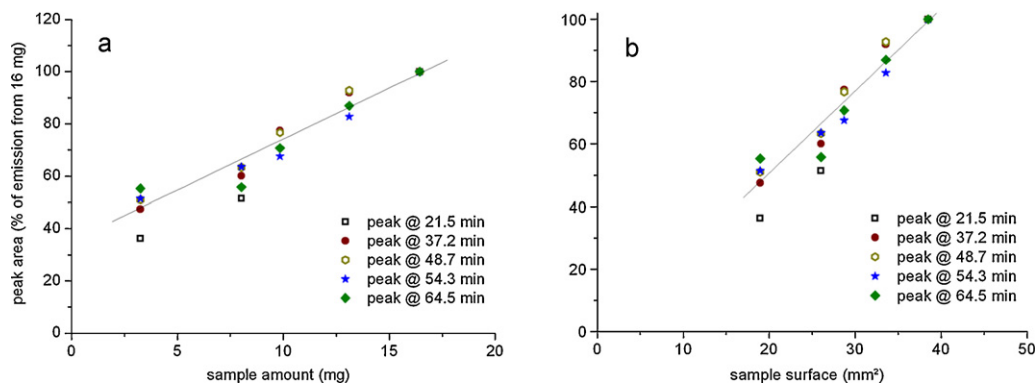 a
peak area (% of emission from 16 mg)
120
100
80
60
40
20
0
0
5
10
15
20
sample amount (mg)
peak @ 21.5 min
peak @ 37.2 min
peak @ 48.7 min
peak @ 54.3 min
peak @ 64.5 min
b
100
80
60
40
20
0
0
10
20
30
40
50
sample surface (mm²)
peak @ 21.5 min
peak @ 37.2 min
peak @ 48.7 min
peak @ 54.3 min
peak @ 64.5 min